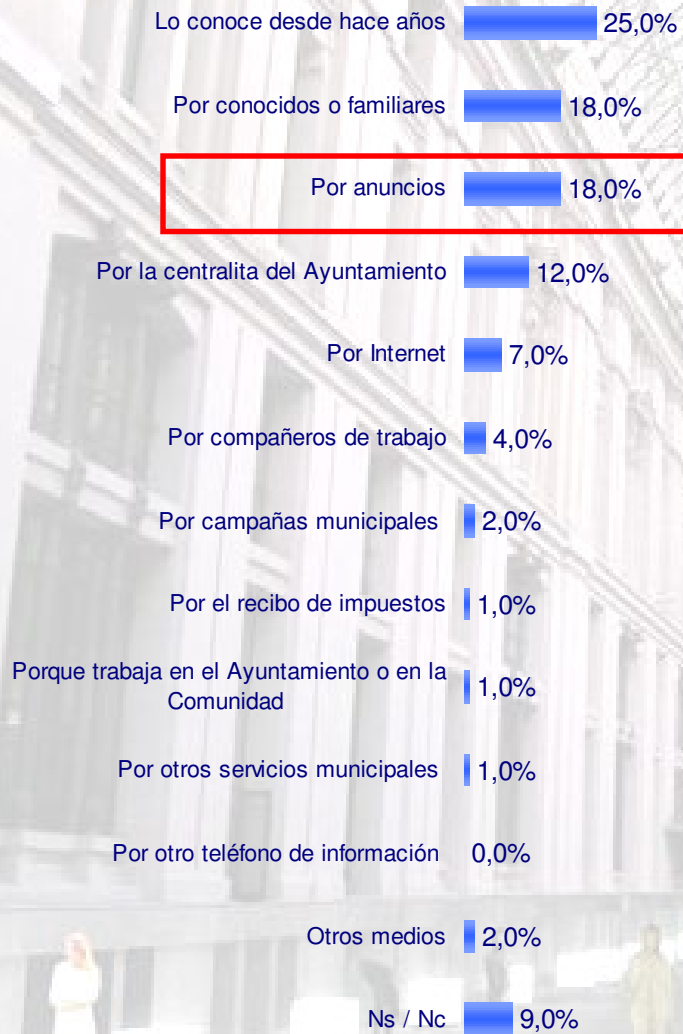 Lo conoce desde hace años 25,0%
Por conocidos o familiares 18,0%
Por anuncios 18,0%
Por la centralita del Ayuntamiento 12,0%
Por Internet 7,0%
Por compañeros de trabajo 4,0%
Por campañas municipales 2,0%
Por el recibo de impuestos 1,0%
Porque trabaja en el Ayuntamiento o en la
Comunidad 1,0%
Por otros servicios municipales 1,0%
Por otro teléfono de información 0,0%
Otros medios 2,0%
Ns / Nc 9,0%